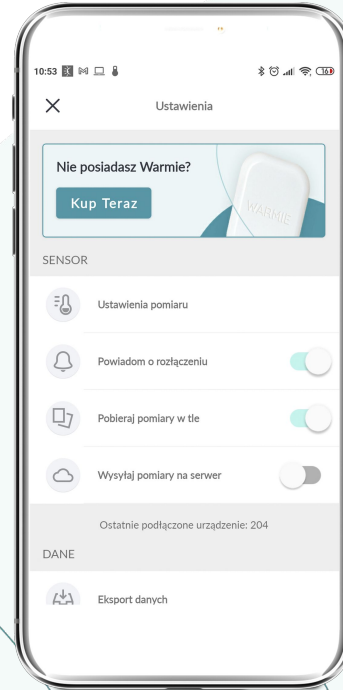 10:53
Ustawienia
Nie posiadasz Warmie?
Kup Teraz
WARMIE
SENSOR
Ustawienia pomiaru
Powiadom o rozłączeniu
Pobieraj pomiary w tle
Wysyłaj pomiary na serwer
Ostatnie podłączone urządzenie: 204
DANE
Eksport danych